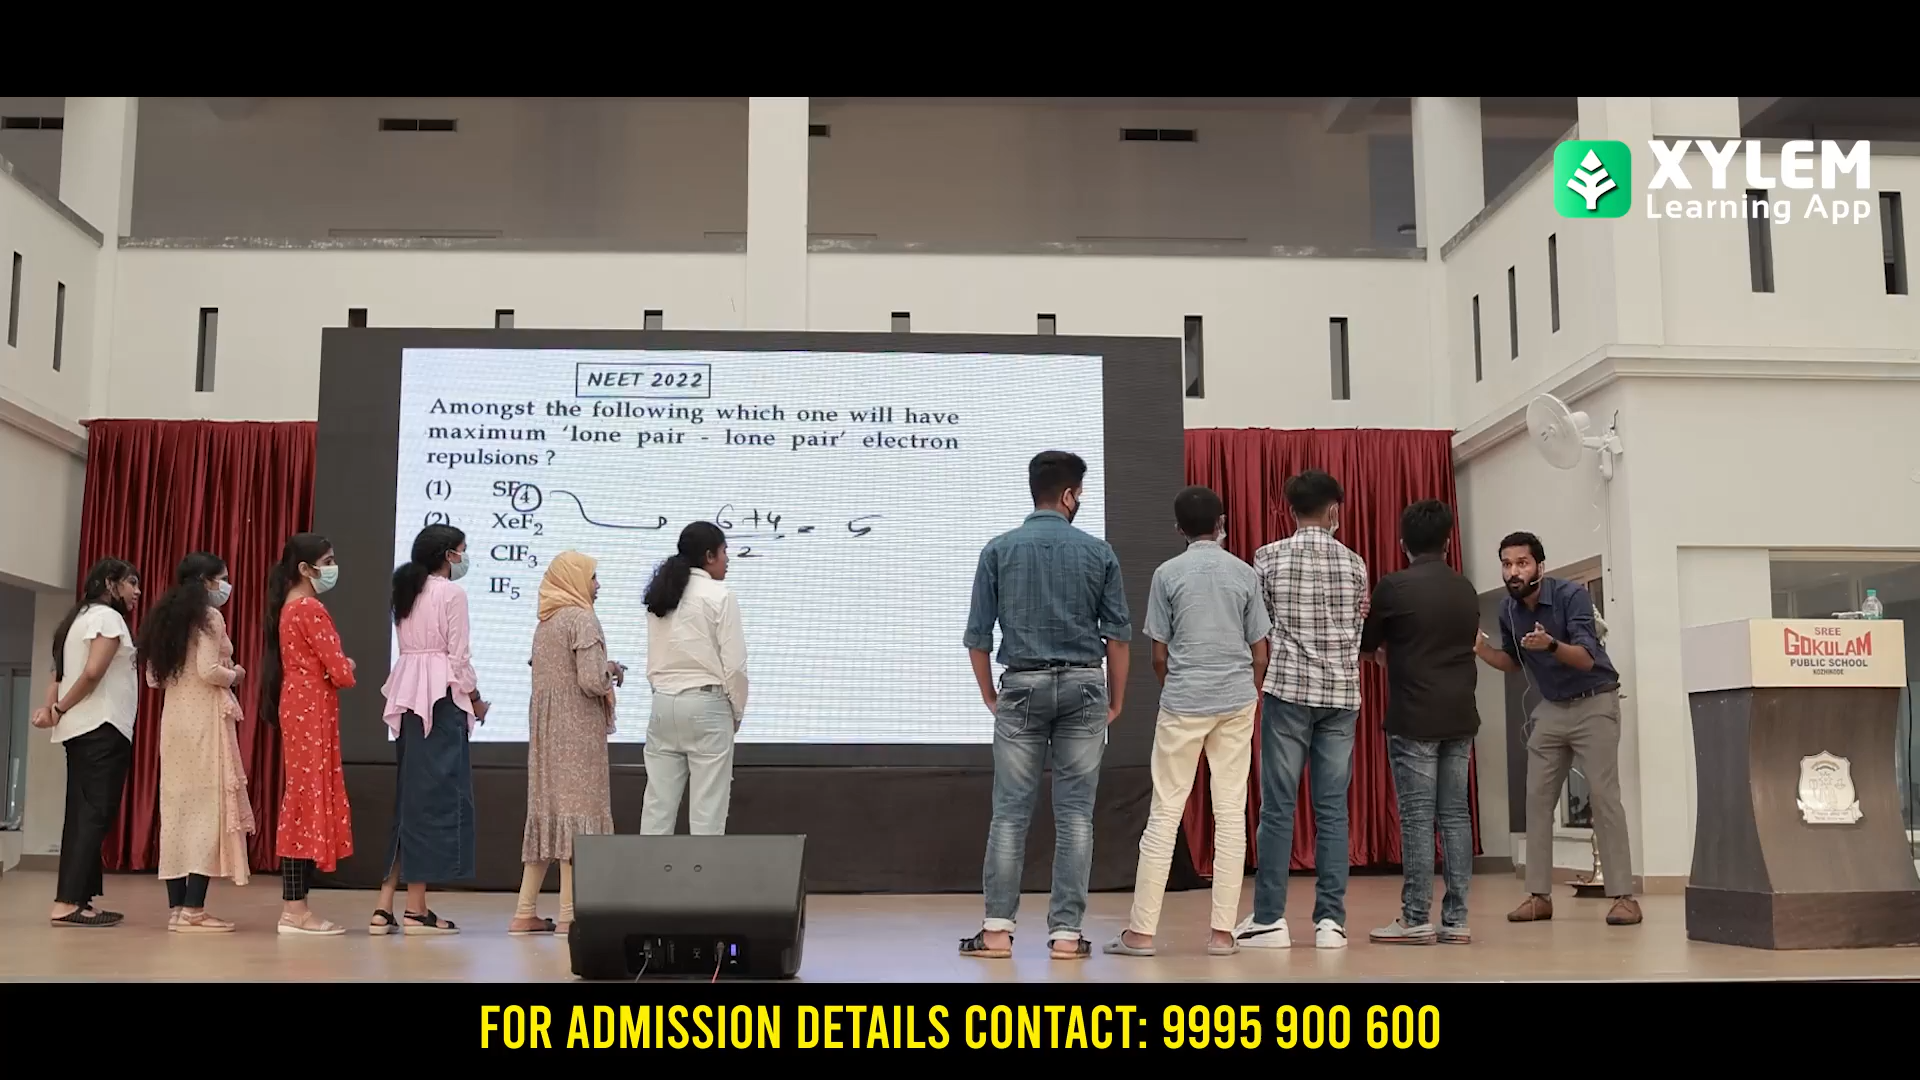 XYLEM
Learning App
NEET 2022
Amongst the following which one will have
maximum 'lone pair - lone pair' electron
repulsions ?
(1) SF4
(2) XeF2
ClF3
IF5
6+4
2
= 5
SREE
GOKULAM
PUBLIC SCHOOL
KOZHIKODE
FOR ADMISSION DETAILS CONTACT: 9995 900 600